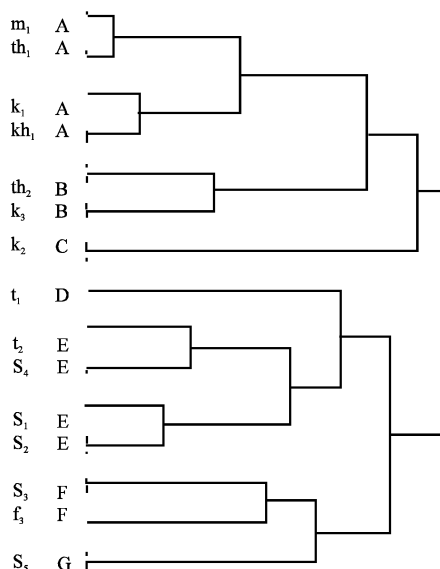 m₁ A
th₁ A
k₁ A
kh₁ A
th₂ B
k₃ B
k₂ C
t₁ D
t₂ E
S₄ E
S₁ E
S₂ E
S₃ F
f₃ F
S₅ G